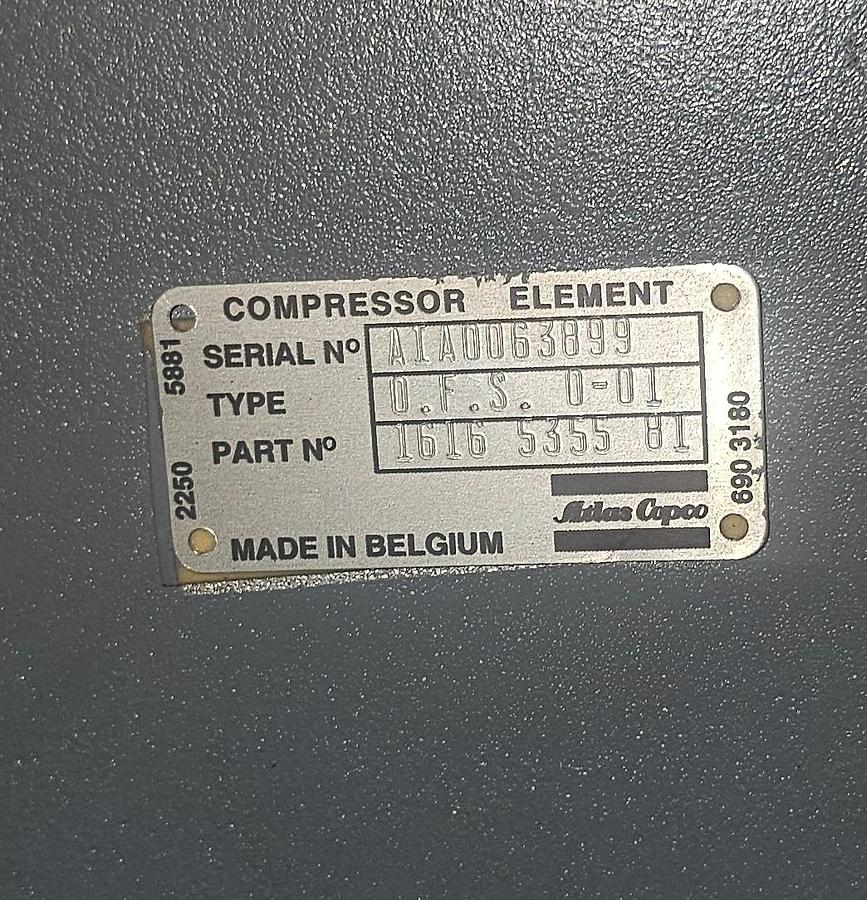 COMPRESSOR ELEMENT
SERIAL Nº AIA0063899
TYPE O.F.S. 0-01
PART Nº 1616 5355 81
Atlas Copco
MADE IN BELGIUM
2250 5881
690 3180